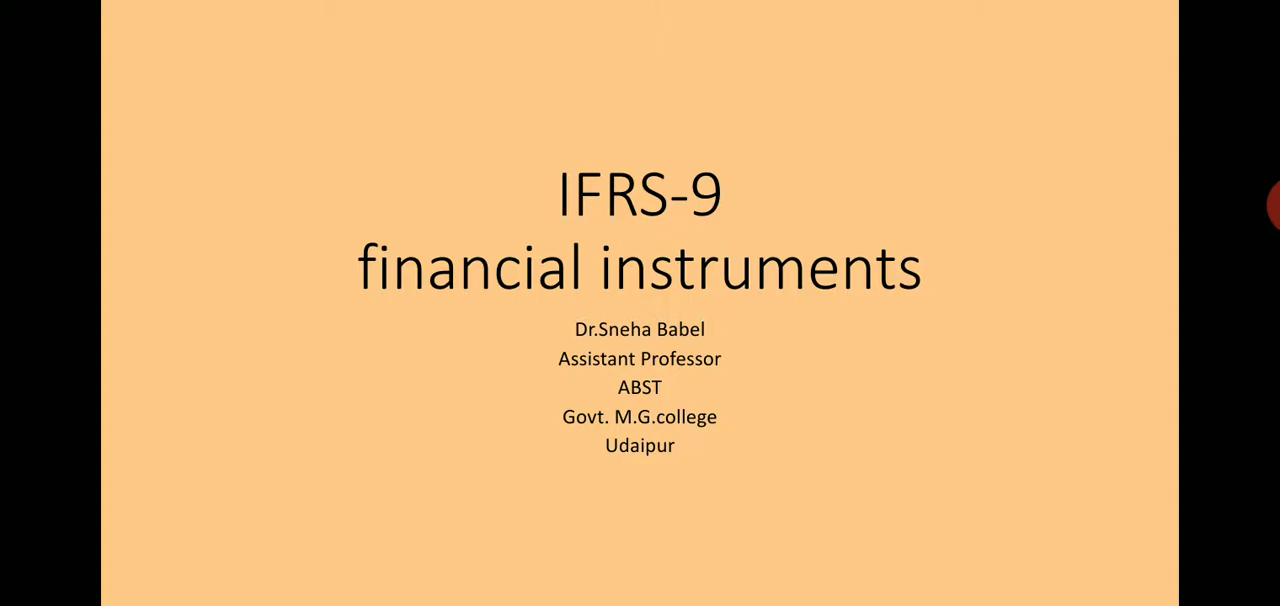 IFRS-9
financial instruments
Dr.Sneha Babel
Assistant Professor
ABST
Govt. M.G.college
Udaipur